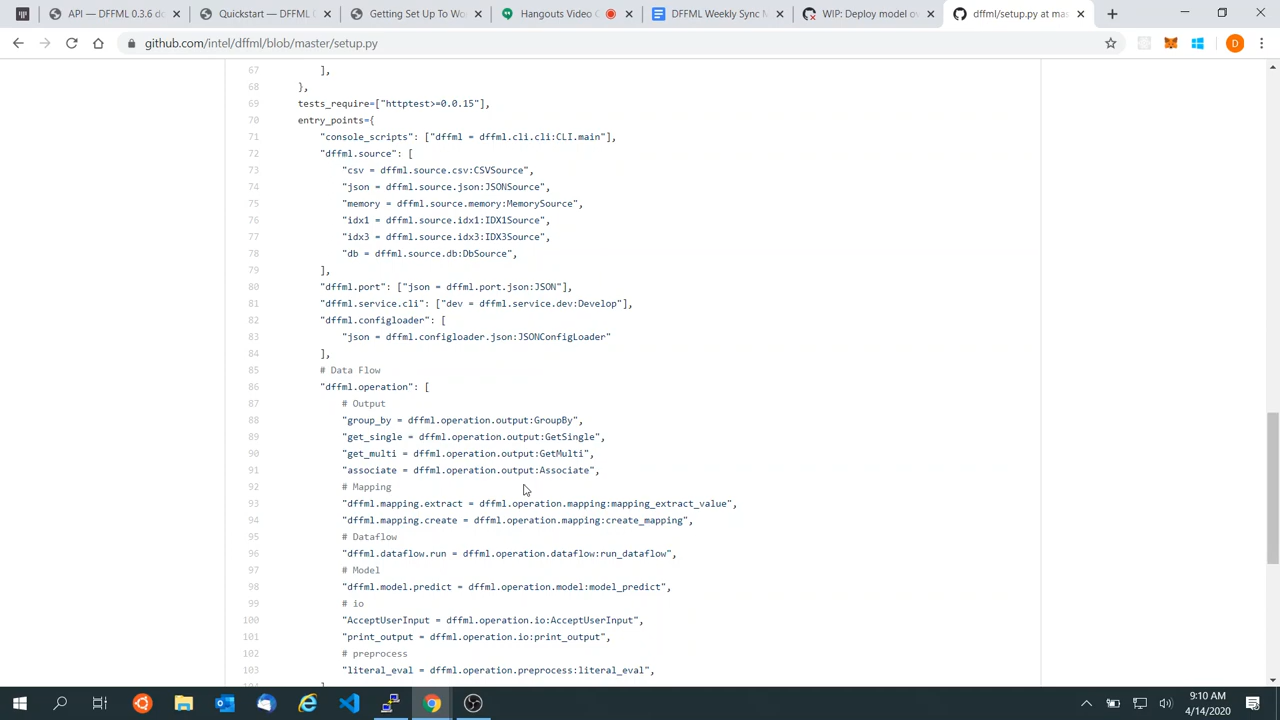 API — DFFML 0.3.6 do
Quickstart — DFFML 0
Getting Set Up To Wo
Hangouts Video C
DFFML Weekly Sync M
WIP: Deploy model ov
dffml/setup.py at mas
github.com/intel/dffml/blob/master/setup.py
D
67 ],
68 },
69 tests_require=["httptest>=0.0.15"],
70 entry_points={
71 "console_scripts": ["dffml = dffml.cli.cli:CLI.main"],
72 "dffml.source": [
73 "csv = dffml.source.csv:CSVSource",
74 "json = dffml.source.json:JSONSource",
75 "memory = dffml.source.memory:MemorySource",
76 "idx1 = dffml.source.idx1:IDX1Source",
77 "idx3 = dffml.source.idx3:IDX3Source",
78 "db = dffml.source.db:DbSource",
79 ],
80 "dffml.port": ["json = dffml.port.json:JSON"],
81 "dffml.service.cli": ["dev = dffml.service.dev:Develop"],
82 "dffml.configloader": [
83 "json = dffml.configloader.json:JSONConfigLoader"
84 ],
85 # Data Flow
86 "dffml.operation": [
87 # Output
88 "group_by = dffml.operation.output:GroupBy",
89 "get_single = dffml.operation.output:GetSingle",
90 "get_multi = dffml.operation.output:GetMulti",
91 "associate = dffml.operation.output:Associate",
92 # Mapping
93 "dffml.mapping.extract = dffml.operation.mapping:mapping_extract_value",
94 "dffml.mapping.create = dffml.operation.mapping:create_mapping",
95 # Dataflow
96 "dffml.dataflow.run = dffml.operation.dataflow:run_dataflow",
97 # Model
98 "dffml.model.predict = dffml.operation.model:model_predict",
99 # io
100 "AcceptUserInput = dffml.operation.io:AcceptUserInput",
101 "print_output = dffml.operation.io:print_output",
102 # preprocess
103 "literal_eval = dffml.operation.preprocess:literal_eval",
9:10 AM
4/14/2020